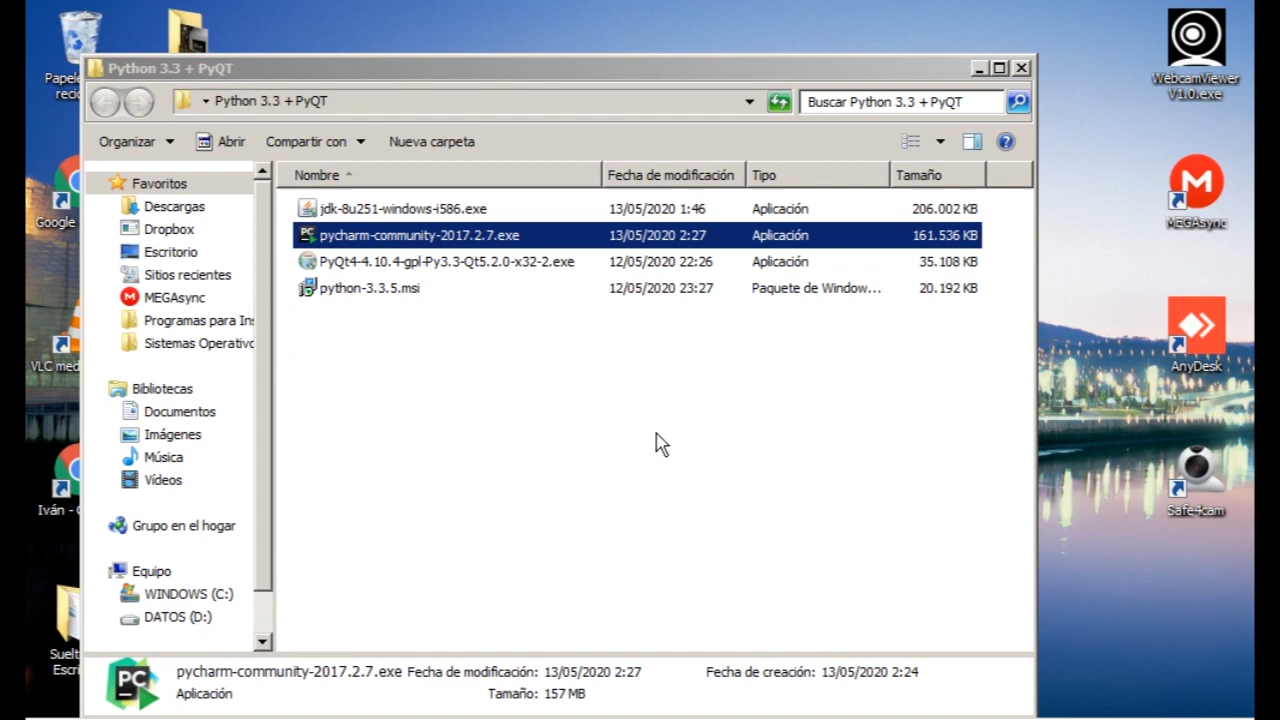 Python 3.3 + PyQT
Python 3.3 + PyQT
Buscar Python 3.3 + PyQT
Organizar
Abrir
Compartir con
Nueva carpeta
Nombre
Fecha de modificación
Tipo
Tamaño
jdk-8u251-windows-i586.exe 13/05/2020 1:46 Aplicación 206.002 KB
pycharm-community-2017.2.7.exe 13/05/2020 2:27 Aplicación 161.536 KB
PyQt4-4.10.4-gpl-Py3.3-Qt5.2.0-x32-2.exe 12/05/2020 22:26 Aplicación 35.108 KB
python-3.3.5.msi 12/05/2020 23:27 Paquete de Window... 20.192 KB
Favoritos
Descargas
Dropbox
Escritorio
Sitios recientes
MEGAsync
Programas para Ins
Sistemas Operativo
Bibliotecas
Documentos
Imágenes
Música
Vídeos
Grupo en el hogar
Equipo
WINDOWS (C:)
DATOS (D:)
PC
pycharm-community-2017.2.7.exe Fecha de modificación: 13/05/2020 2:27 Fecha de creación: 13/05/2020 2:24
Aplicación Tamaño: 157 MB
Papele
reci
Google
VLC med
Iván -
Suelt
Escri
WebcamViewer
V1.0.exe
M
MEGAsync
AnyDesk
Safe4cam